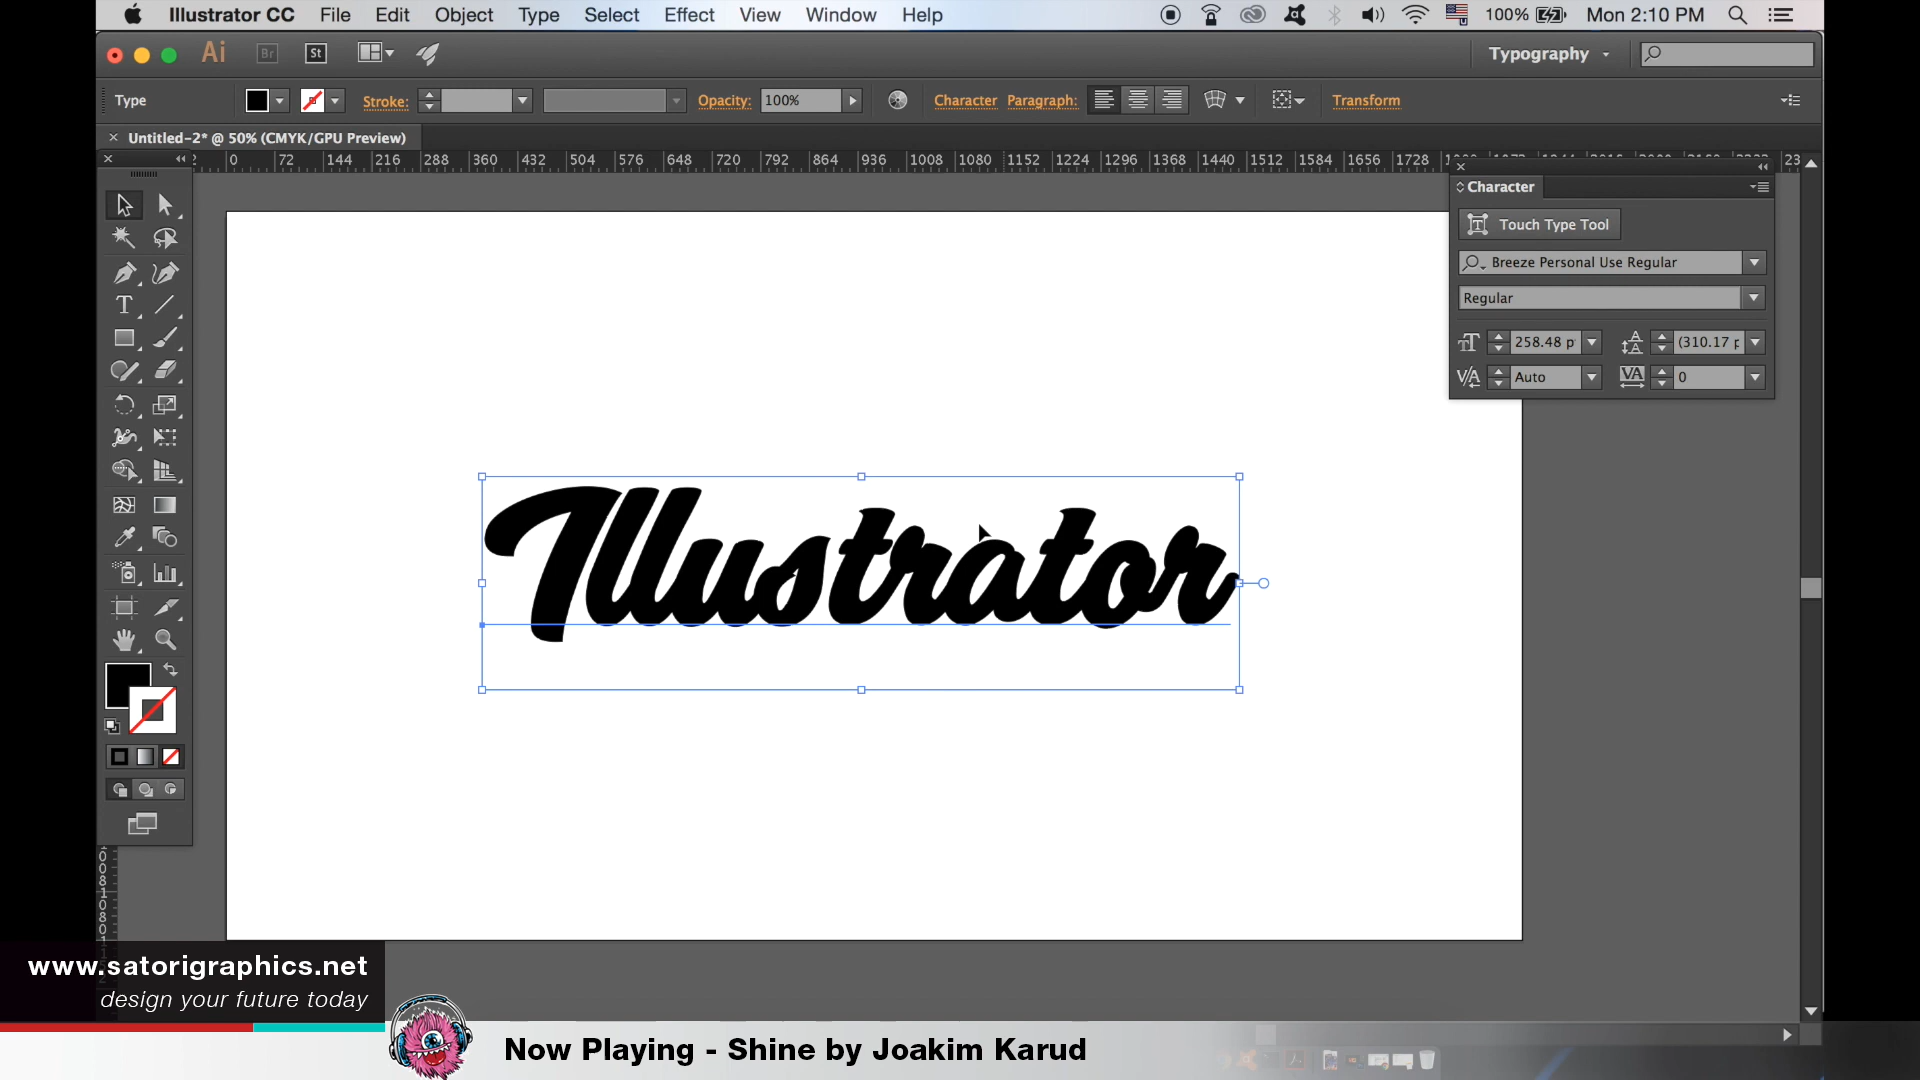 Illustrator CC File Edit Object Type Select Effect View Window Help 100% Mon 2:10 PM
Ai Br St Typography
Type Stroke: Opacity: 100% Character Paragraph: Transform
× Untitled-2* @ 50% (CMYK/GPU Preview)
0 72 144 216 288 360 432 504 576 648 720 792 864 936 1008 1080 1152 1224 1296 1368 1440 1512 1584 1656 1728
Character
Touch Type Tool
Breeze Personal Use Regular
Regular
258.48 p (310.17 p
Auto 0
Illustrator
www.satorigraphics.net
design your future today
Now Playing - Shine by Joakim Karud